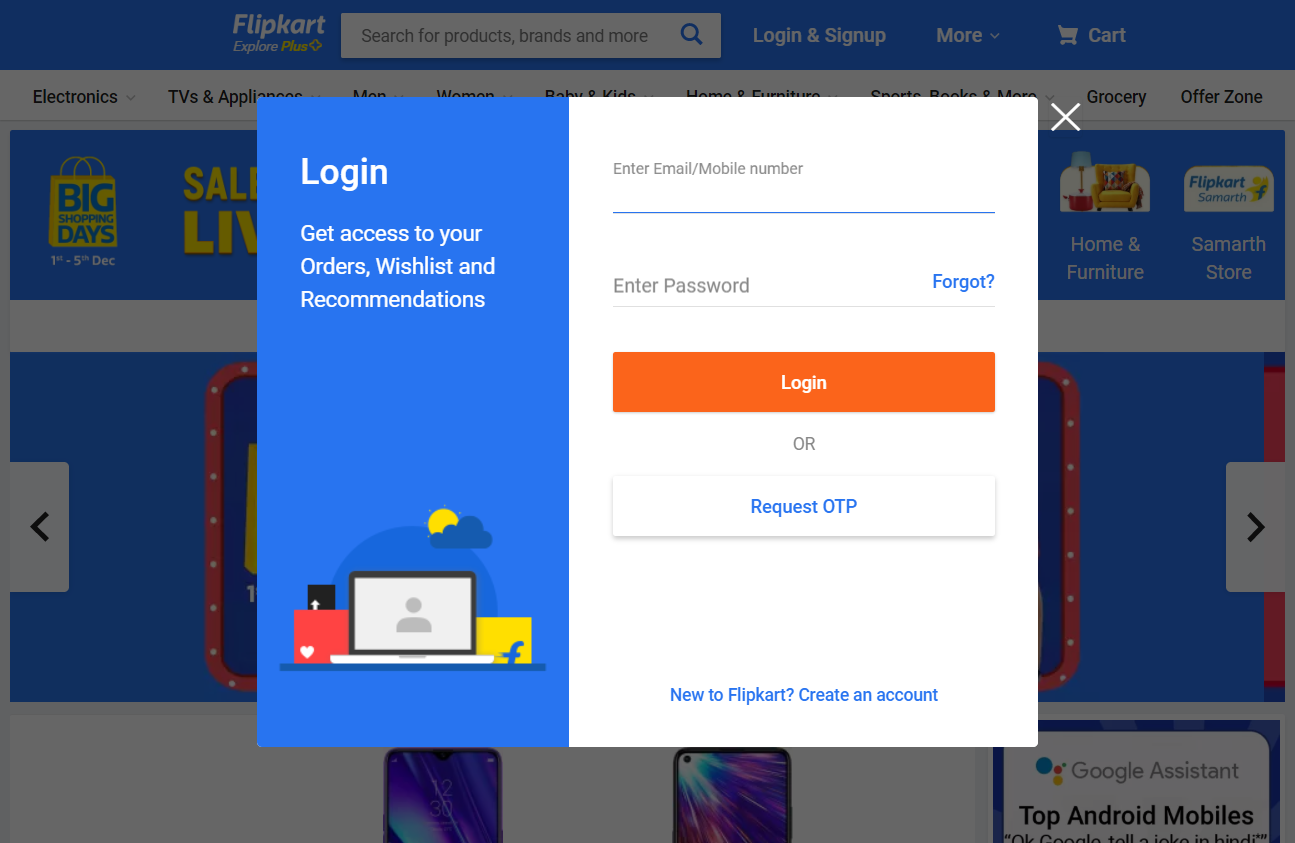 Flipkart
Explore Plus
Search for products, brands and more
Login & Signup
More
Cart
Electronics
TVs & Appliances
Men
Women
Baby & Kids
Home & Furniture
Sports, Books & More
Grocery
Offer Zone
BIG
SHOPPING
DAYS
1st - 5th Dec
SALE
LIV
Home &
Furniture
Flipkart
Samarth
Samarth
Store
Login
Get access to your
Orders, Wishlist and
Recommendations
Enter Email/Mobile number
Enter Password
Forgot?
Login
OR
Request OTP
New to Flipkart? Create an account
12
30
Google Assistant
Top Android Mobiles
“Ok Google, tell a joke in hindi*”